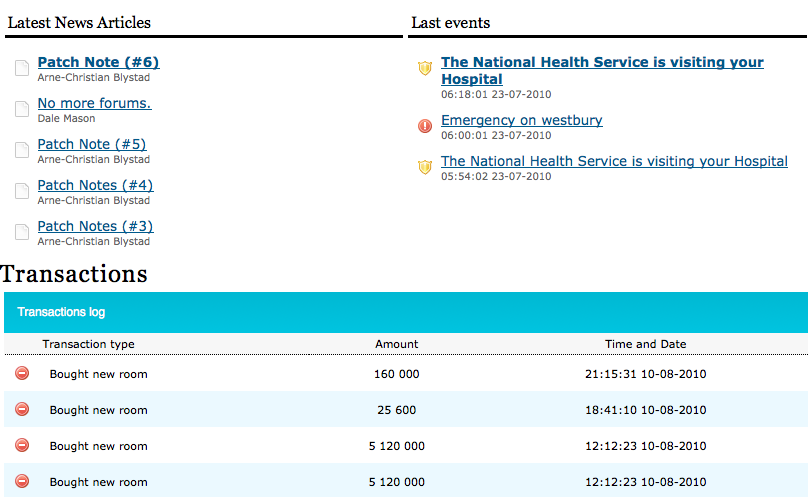 Latest News Articles
Patch Note (#6)
Arne-Christian Blystad
No more forums.
Dale Mason
Patch Note (#5)
Arne-Christian Blystad
Patch Notes (#4)
Arne-Christian Blystad
Patch Notes (#3)
Arne-Christian Blystad
Last events
The National Health Service is visiting your
Hospital
06:18:01 23-07-2010
Emergency on westbury
06:00:01 23-07-2010
The National Health Service is visiting your Hospital
05:54:02 23-07-2010
Transactions
Transactions log
Transaction type Amount Time and Date
Bought new room 160 000 21:15:31 10-08-2010
Bought new room 25 600 18:41:10 10-08-2010
Bought new room 5 120 000 12:12:23 10-08-2010
Bought new room 5 120 000 12:12:23 10-08-2010